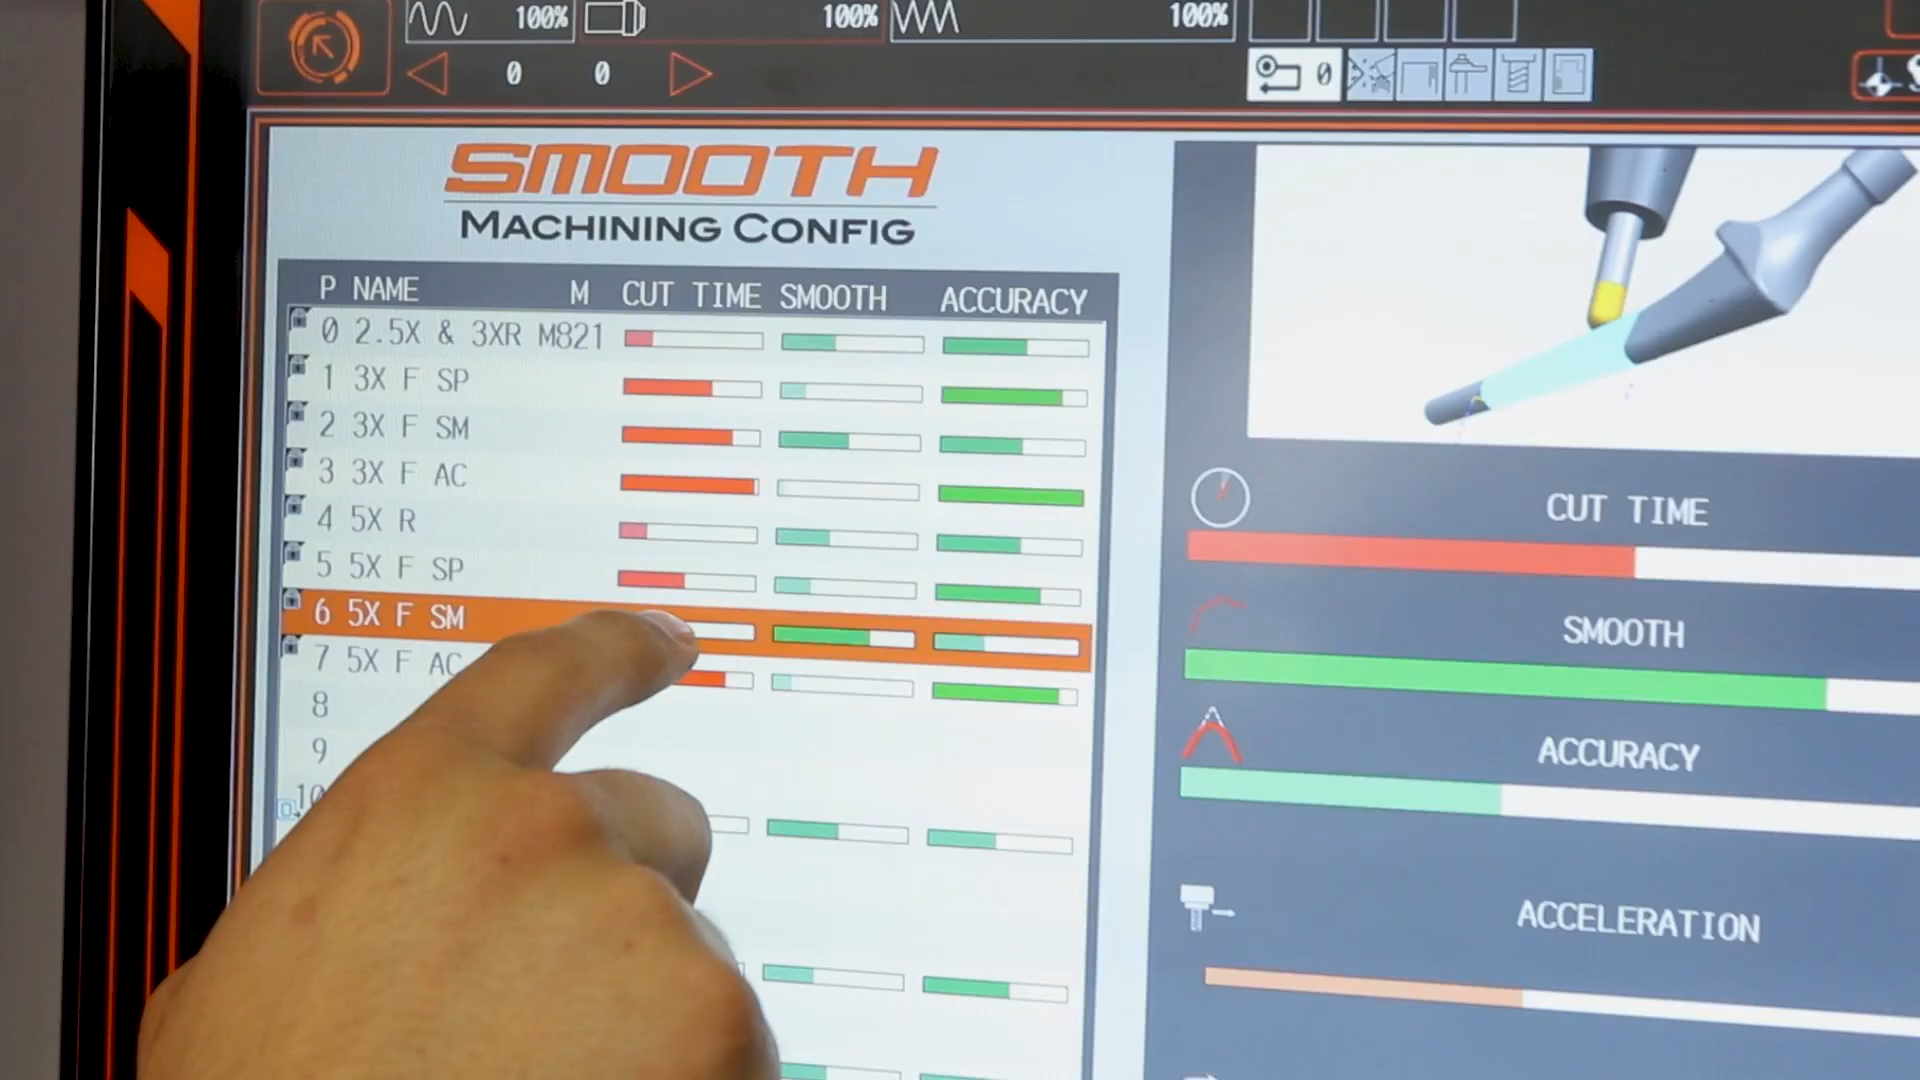 100% 100% 100%
0 0 0
SMOOTH
MACHINING CONFIG
P NAME M CUT TIME SMOOTH ACCURACY
0 2.5X & 3XR M821
1 3X F SP
2 3X F SM
3 3X F AC
4 5X R
5 5X F SP
6 5X F SM
7 5X F AC
8
9
10
CUT TIME
SMOOTH
ACCURACY
ACCELERATION